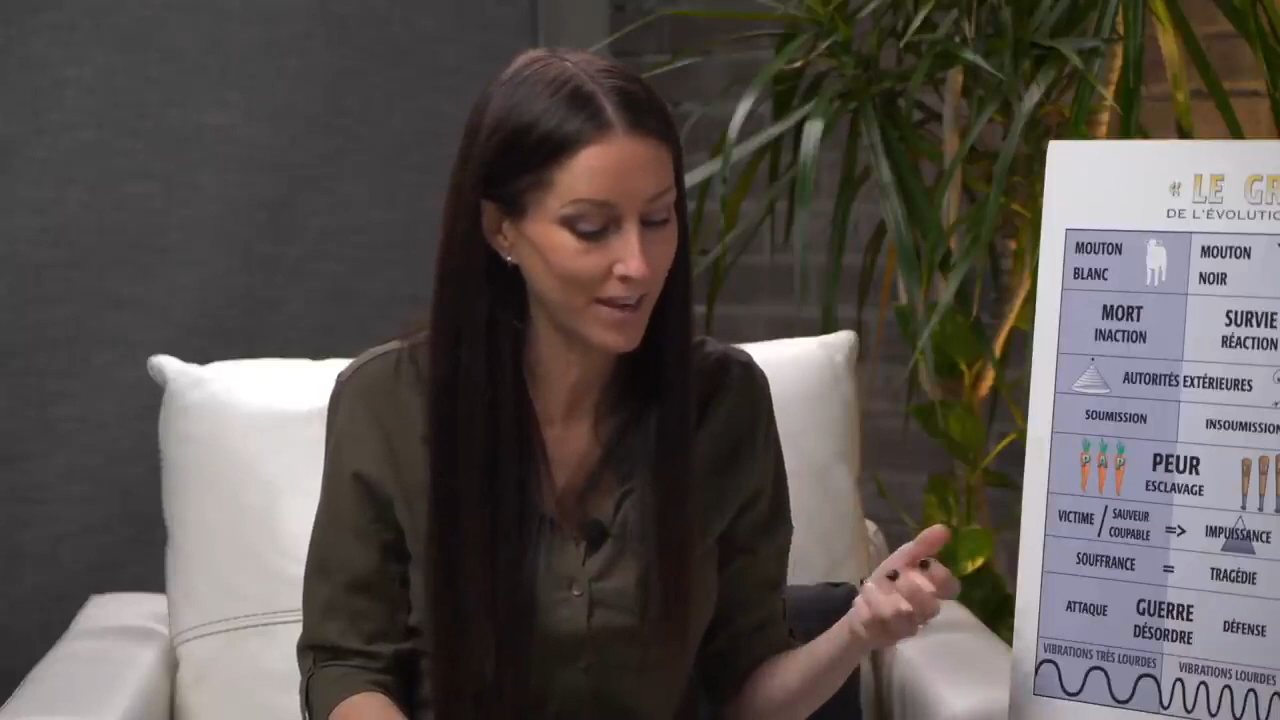 « LE GR
DE L'ÉVOLUTIO
MOUTON
BLANC
MOUTON
NOIR
MORT
INACTION
SURVIE
RÉACTION
AUTORITÉS EXTÉRIEURES
SOUMISSION
INSOUMISSION
P A P
PEUR
ESCLAVAGE
VICTIME / SAUVEUR
COUPABLE
=> IMPUISSANCE
SOUFFRANCE = TRAGÉDIE
ATTAQUE
GUERRE
DÉSORDRE
DÉFENSE
VIBRATIONS TRÈS LOURDES
VIBRATIONS LOURDES